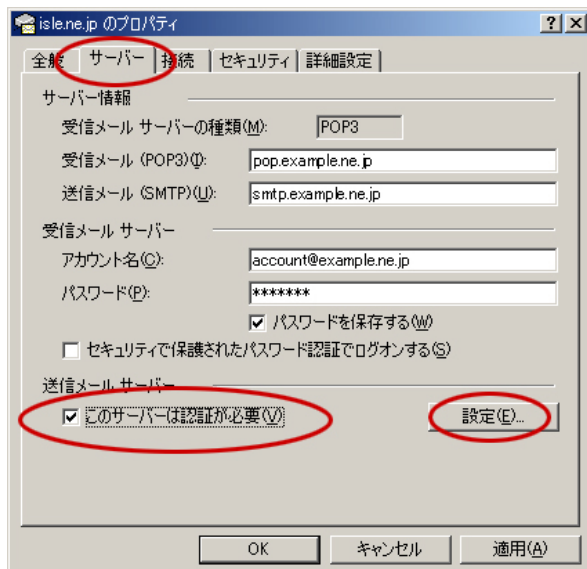 isle.ne.jp のプロパティ
全般 サーバー 接続 セキュリティ 詳細設定
サーバー情報
受信メール サーバーの種類(M): POP3
受信メール (POP3)(I): pop.example.ne.jp
送信メール (SMTP)(U): smtp.example.ne.jp
受信メール サーバー
アカウント名(C): account@example.ne.jp
パスワード(P): *******
パスワードを保存する(W)
セキュリティで保護されたパスワード認証でログオンする(S)
送信メール サーバー
このサーバーは認証が必要(V) 設定(E)...
OK キャンセル 適用(A)